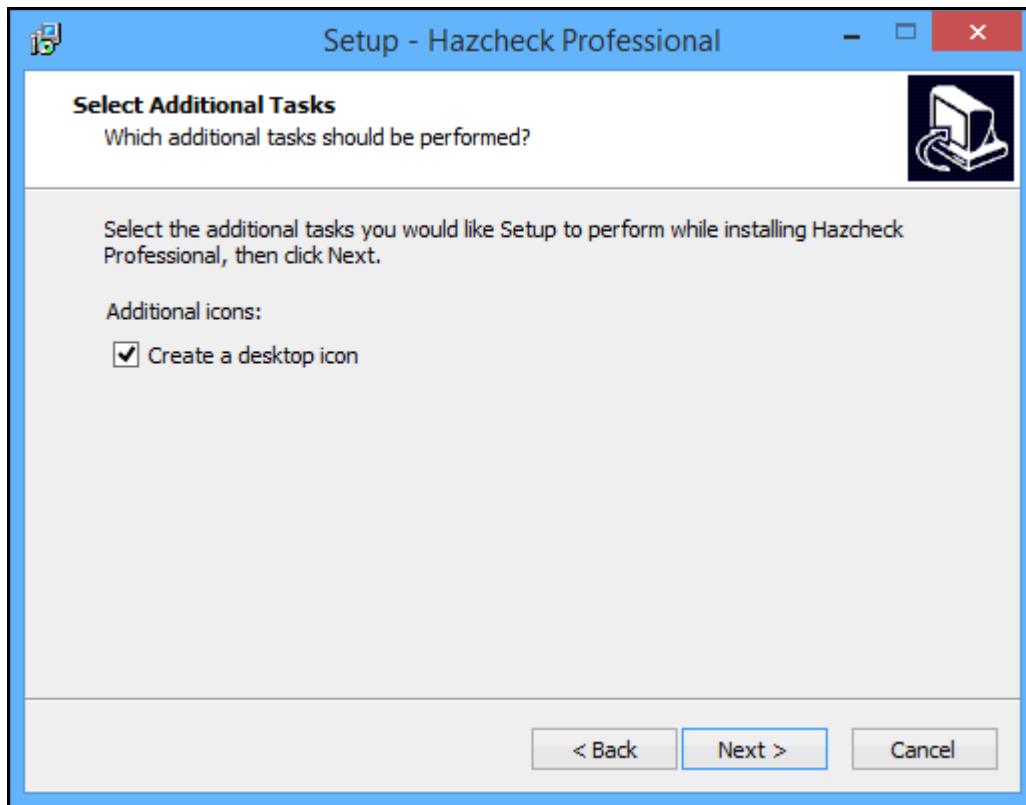 Setup - Hazcheck Professional
Select Additional Tasks
Which additional tasks should be performed?
Select the additional tasks you would like Setup to perform while installing Hazcheck
Professional, then click Next.
Additional icons:
Create a desktop icon
< Back Next > Cancel